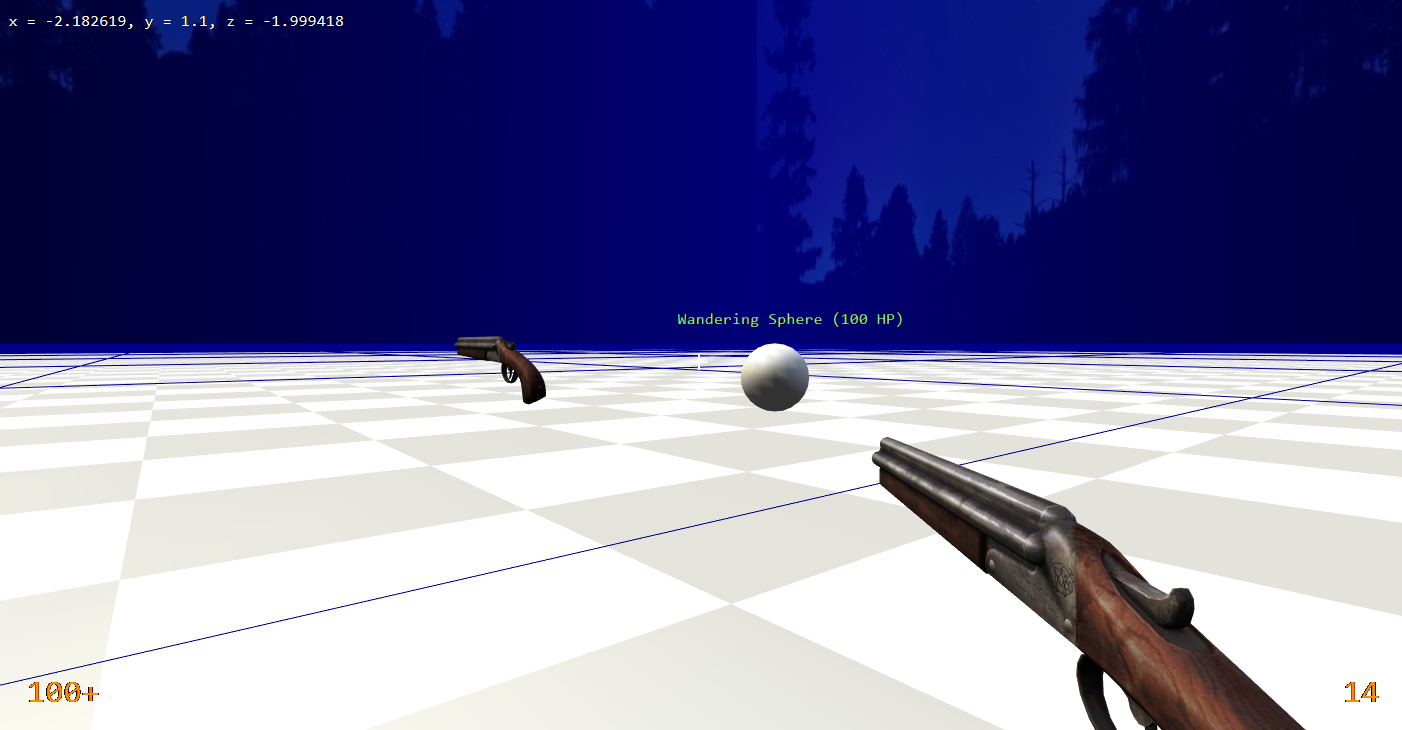 x = -2.182619, y = 1.1, z = -1.999418
Wandering Sphere (100 HP)
100+
14